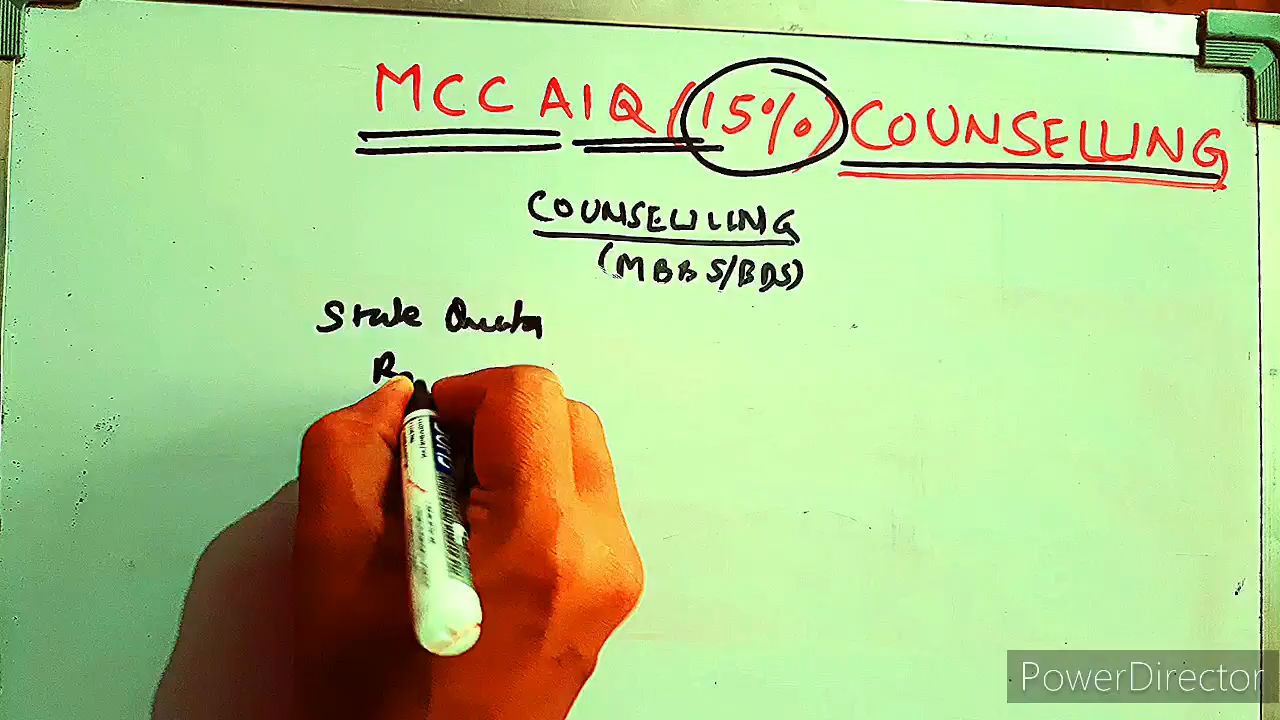 MCC AIQ (15%) COUNSELLING
COUNSELLING
(MBBS/BDS)
State Quota
R
PowerDirector